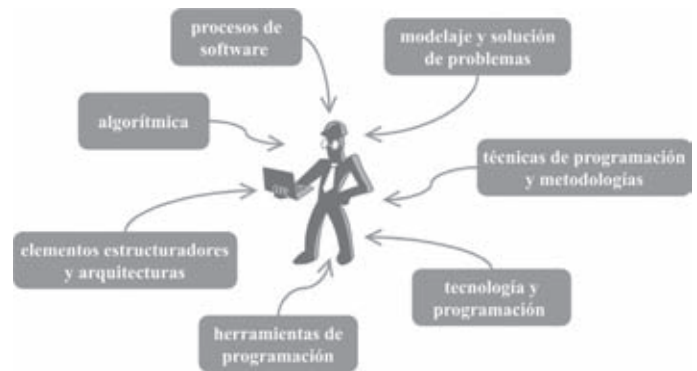 procesos de
software
modelaje y solución
de problemas
algorítmica
técnicas de programación
y metodologías
elementos estructuradores
y arquitecturas
tecnología y
programación
herramientas de
programación